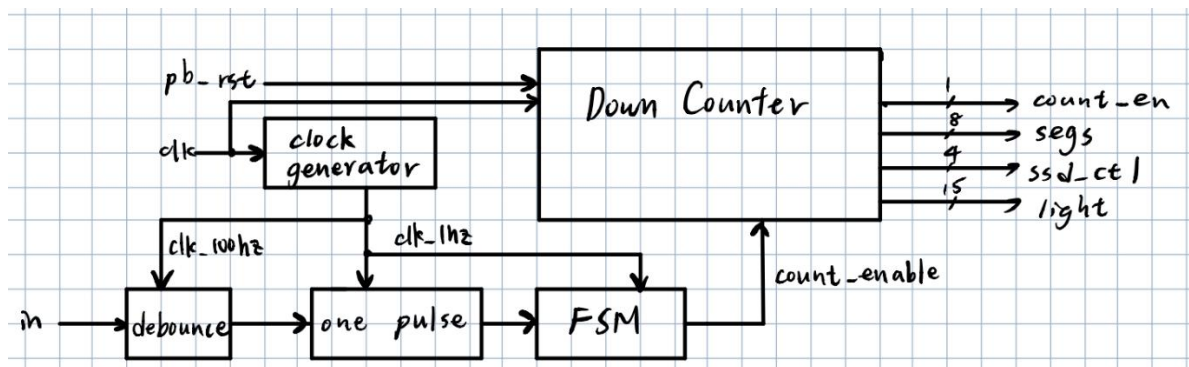 pb_rst
clk
clock
generator
Down Counter
1
count_en
8
segs
4
ssd_ctl
15
light
clk_100hz
clk_1hz
count_enable
in
debounce
one pulse
FSM